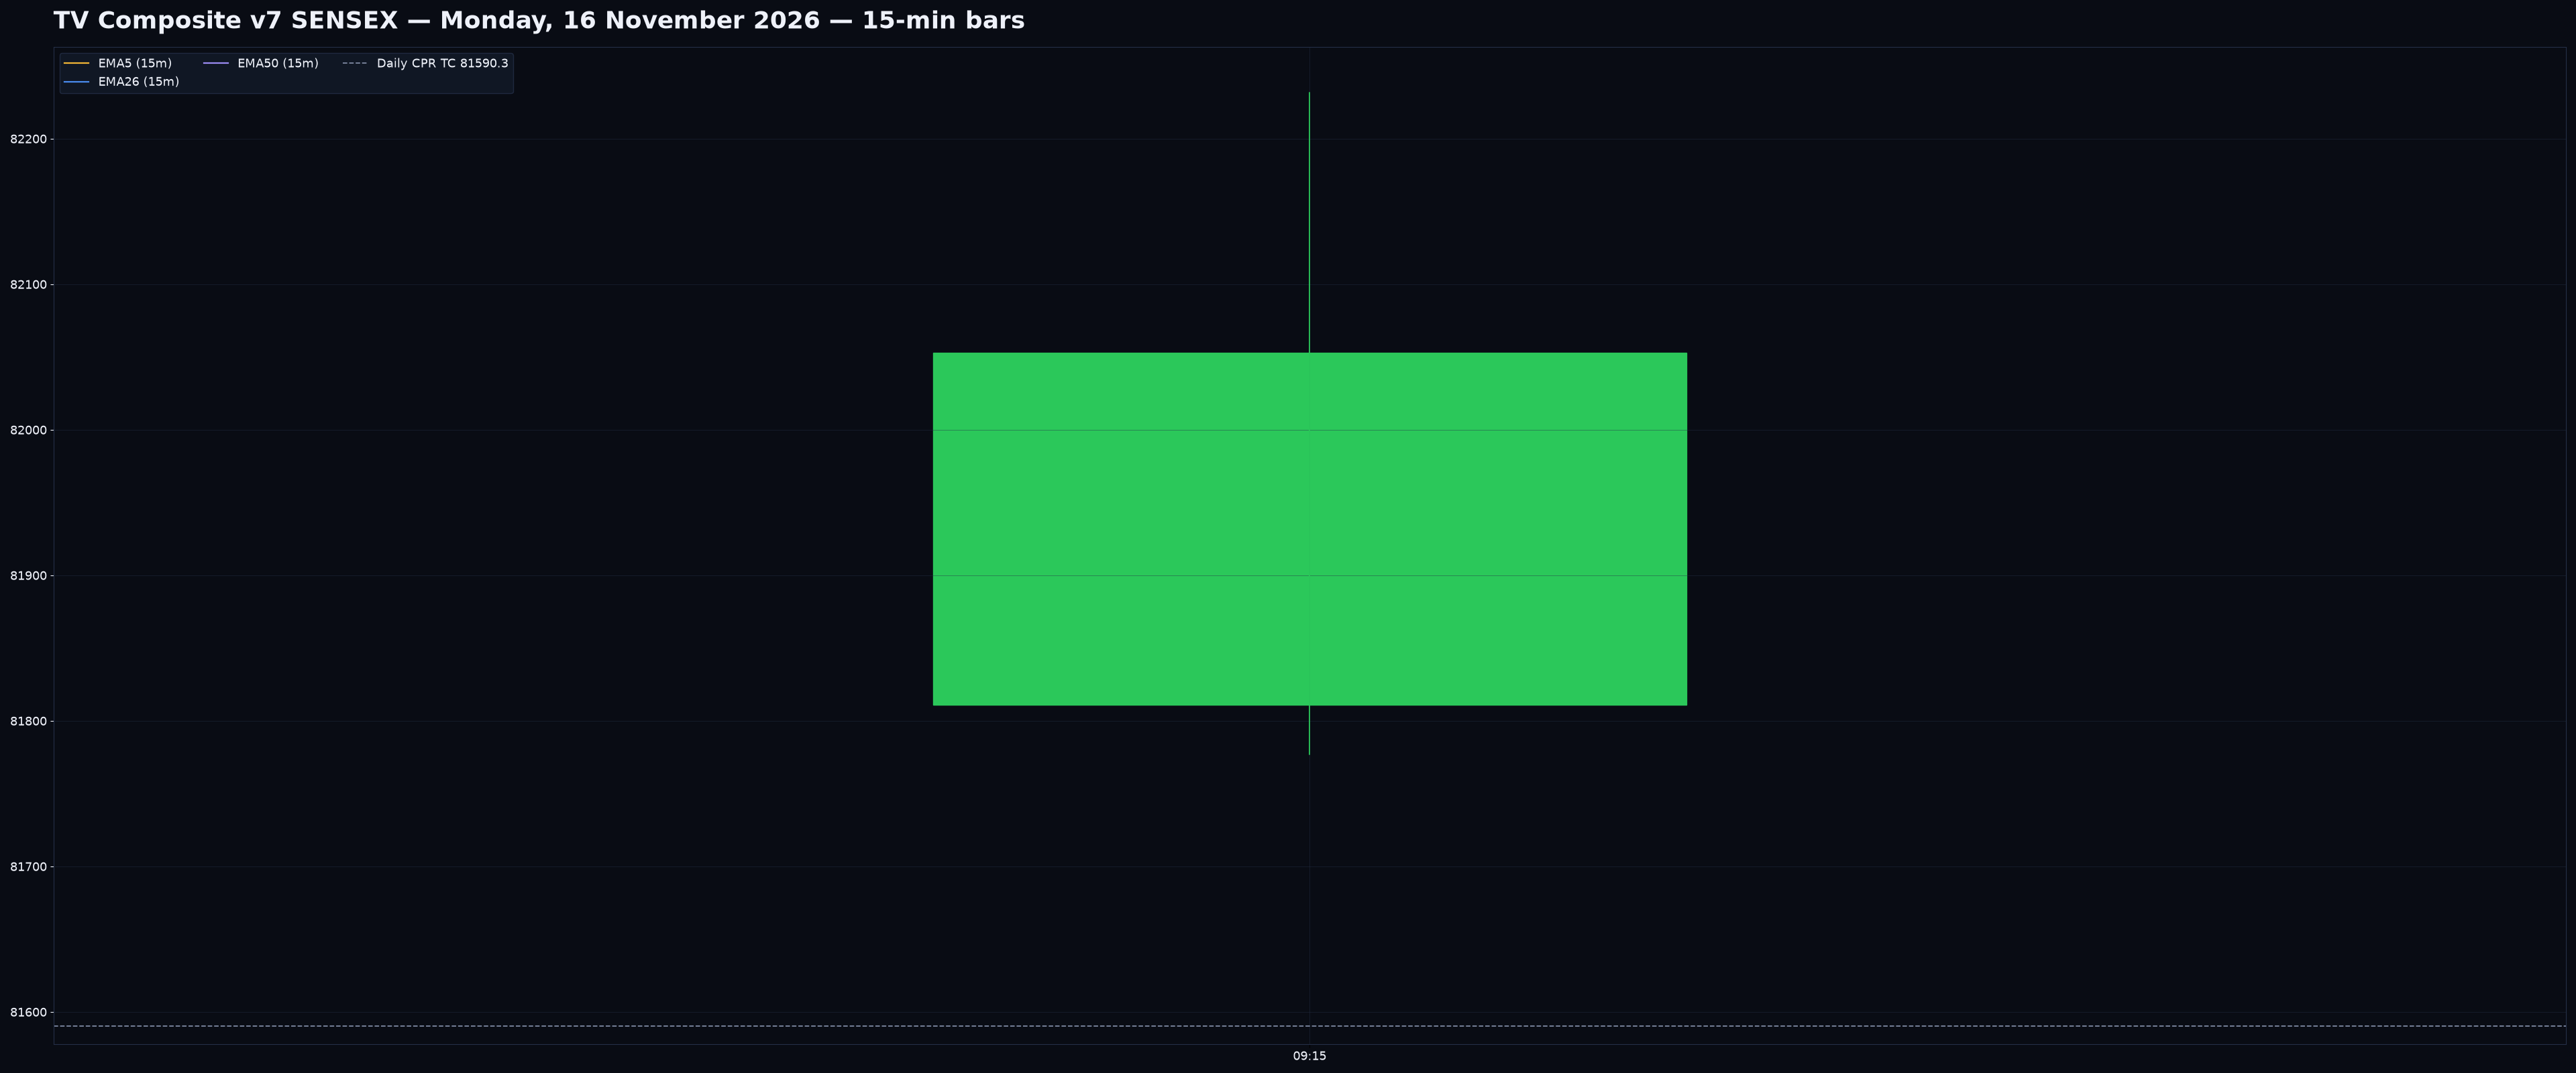 TV Composite v7 SENSEX — Monday, 16 November 2026 — 15-min bars
EMA5 (15m) EMA50 (15m) Daily CPR TC 81590.3
EMA26 (15m)
82200
82100
82000
81900
81800
81700
81600
09:15